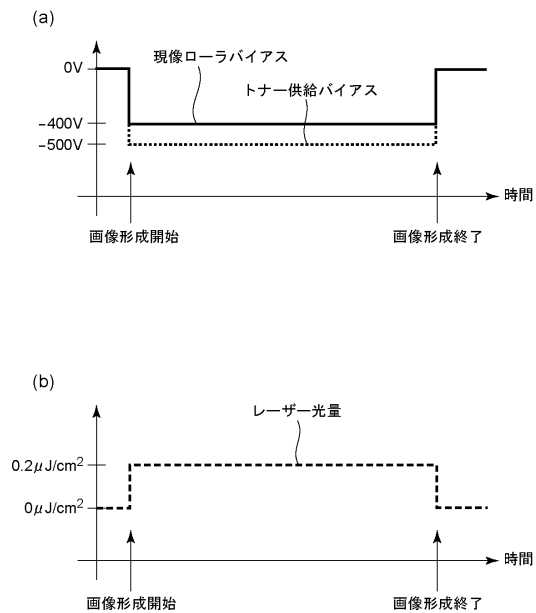 (a)
現像ローラバイアス
0V
トナー供給バイアス
−400V
−500V
時間
画像形成開始
画像形成終了
(b)
レーザー光量
0.2μJ/cm²
0μJ/cm²
時間
画像形成開始
画像形成終了